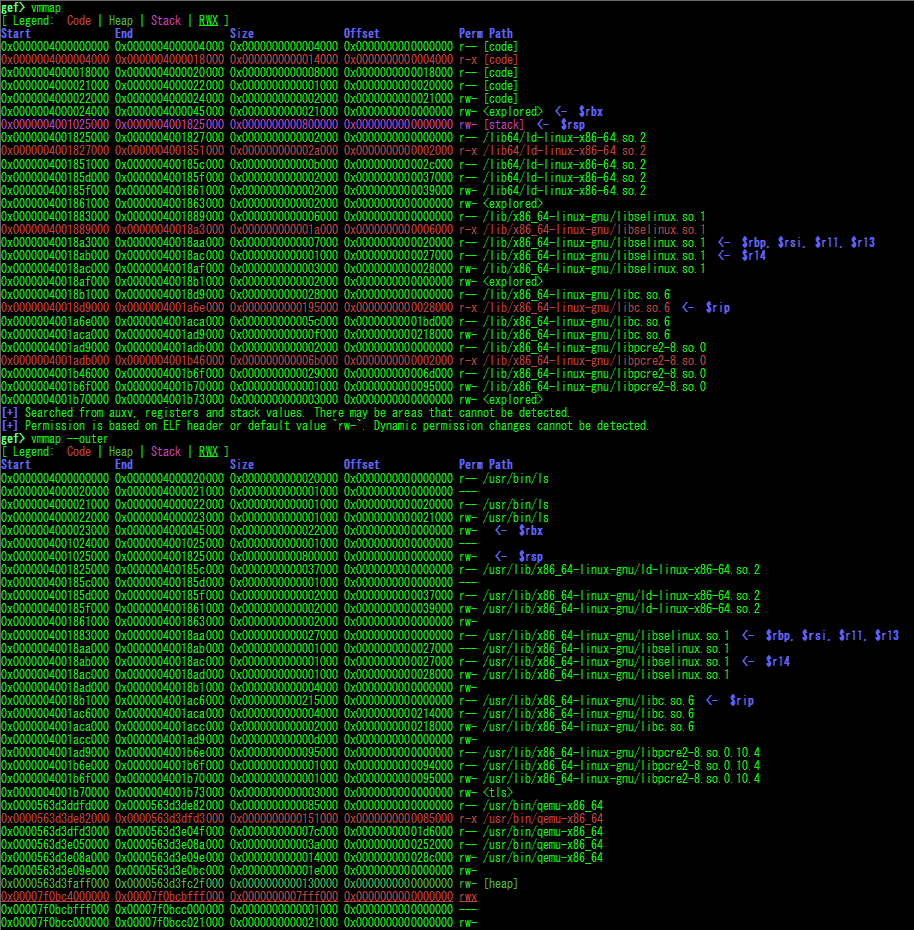 gef> vmmap
[ Legend:  Code | Heap | Stack | RWX ]
Start              End                Size               Offset             Perm Path
0x0000004000000000 0x0000004000004000 0x0000000000004000 0x0000000000000000 r-- [code]
0x0000004000004000 0x0000004000018000 0x0000000000014000 0x0000000000004000 r-x [code]
0x0000004000018000 0x0000004000020000 0x0000000000008000 0x0000000000018000 r-- [code]
0x0000004000021000 0x0000004000022000 0x0000000000001000 0x0000000000020000 r-- [code]
0x0000004000022000 0x0000004000024000 0x0000000000002000 0x0000000000021000 rw- [code]
0x0000004000024000 0x0000004000045000 0x0000000000021000 0x0000000000000000 rw- <explored>  <-  $rbx
0x0000004001025000 0x0000004001825000 0x0000000000800000 0x0000000000000000 rw- [stack]  <-  $rsp
0x0000004001825000 0x0000004001827000 0x0000000000002000 0x0000000000000000 r-- /lib64/ld-linux-x86-64.so.2
0x0000004001827000 0x0000004001851000 0x000000000002a000 0x0000000000002000 r-x /lib64/ld-linux-x86-64.so.2
0x0000004001851000 0x000000400185c000 0x000000000000b000 0x000000000002c000 r-- /lib64/ld-linux-x86-64.so.2
0x000000400185d000 0x000000400185f000 0x0000000000002000 0x0000000000037000 r-- /lib64/ld-linux-x86-64.so.2
0x000000400185f000 0x0000004001861000 0x0000000000002000 0x0000000000039000 rw- /lib64/ld-linux-x86-64.so.2
0x0000004001861000 0x0000004001863000 0x0000000000002000 0x0000000000000000 rw- <explored>
0x0000004001883000 0x0000004001889000 0x0000000000006000 0x0000000000000000 r-- /lib/x86_64-linux-gnu/libselinux.so.1
0x0000004001889000 0x00000040018a3000 0x000000000001a000 0x0000000000006000 r-x /lib/x86_64-linux-gnu/libselinux.so.1
0x00000040018a3000 0x00000040018aa000 0x0000000000007000 0x0000000000020000 r-- /lib/x86_64-linux-gnu/libselinux.so.1  <-  $rbp, $rsi, $r11, $r13
0x00000040018ab000 0x00000040018ac000 0x0000000000001000 0x0000000000027000 r-- /lib/x86_64-linux-gnu/libselinux.so.1  <-  $r14
0x00000040018ac000 0x00000040018af000 0x0000000000003000 0x0000000000028000 rw- /lib/x86_64-linux-gnu/libselinux.so.1
0x00000040018af000 0x00000040018b1000 0x0000000000002000 0x0000000000000000 rw- <explored>
0x00000040018b1000 0x00000040018d9000 0x0000000000028000 0x0000000000000000 r-- /lib/x86_64-linux-gnu/libc.so.6
0x00000040018d9000 0x0000004001a6e000 0x0000000000195000 0x0000000000028000 r-x /lib/x86_64-linux-gnu/libc.so.6  <-  $rip
0x0000004001a6e000 0x0000004001aca000 0x000000000005c000 0x00000000001bd000 r-- /lib/x86_64-linux-gnu/libc.so.6
0x0000004001aca000 0x0000004001ad9000 0x000000000000f000 0x0000000000218000 rw- /lib/x86_64-linux-gnu/libc.so.6
0x0000004001ad9000 0x0000004001adb000 0x0000000000002000 0x0000000000000000 r-- /lib/x86_64-linux-gnu/libpcre2-8.so.0
0x0000004001adb000 0x0000004001b46000 0x000000000006b000 0x0000000000002000 r-x /lib/x86_64-linux-gnu/libpcre2-8.so.0
0x0000004001b46000 0x0000004001b6f000 0x0000000000029000 0x000000000006d000 r-- /lib/x86_64-linux-gnu/libpcre2-8.so.0
0x0000004001b6f000 0x0000004001b70000 0x0000000000001000 0x0000000000095000 rw- /lib/x86_64-linux-gnu/libpcre2-8.so.0
0x0000004001b70000 0x0000004001b73000 0x0000000000003000 0x0000000000000000 rw- <explored>
[+] Searched from auxv, registers and stack values. There may be areas that cannot be detected.
[+] Permission is based on ELF header or default value `rw-`. Dynamic permission changes cannot be detected.
gef> vmmap --outer
[ Legend:  Code | Heap | Stack | RWX ]
Start              End                Size               Offset             Perm Path
0x0000004000000000 0x0000004000020000 0x0000000000020000 0x0000000000000000 r-- /usr/bin/ls
0x0000004000020000 0x0000004000021000 0x0000000000001000 0x0000000000000000 ---
0x0000004000021000 0x0000004000022000 0x0000000000001000 0x0000000000020000 r-- /usr/bin/ls
0x0000004000022000 0x0000004000023000 0x0000000000001000 0x0000000000021000 rw- /usr/bin/ls
0x0000004000023000 0x0000004000045000 0x0000000000022000 0x0000000000000000 rw-  <-  $rbx
0x0000004001024000 0x0000004001025000 0x0000000000001000 0x0000000000000000 ---
0x0000004001025000 0x0000004001825000 0x0000000000800000 0x0000000000000000 rw-  <-  $rsp
0x0000004001825000 0x000000400185c000 0x0000000000037000 0x0000000000000000 r-- /usr/lib/x86_64-linux-gnu/ld-linux-x86-64.so.2
0x000000400185c000 0x000000400185d000 0x0000000000001000 0x0000000000000000 ---
0x000000400185d000 0x000000400185f000 0x0000000000002000 0x0000000000037000 r-- /usr/lib/x86_64-linux-gnu/ld-linux-x86-64.so.2
0x000000400185f000 0x0000004001861000 0x0000000000002000 0x0000000000039000 rw- /usr/lib/x86_64-linux-gnu/ld-linux-x86-64.so.2
0x0000004001861000 0x0000004001863000 0x0000000000002000 0x0000000000000000 rw-
0x0000004001883000 0x00000040018aa000 0x0000000000027000 0x0000000000000000 r-- /usr/lib/x86_64-linux-gnu/libselinux.so.1  <-  $rbp, $rsi, $r11, $r13
0x00000040018aa000 0x00000040018ab000 0x0000000000001000 0x0000000000027000 --- /usr/lib/x86_64-linux-gnu/libselinux.so.1
0x00000040018ab000 0x00000040018ac000 0x0000000000001000 0x0000000000027000 r-- /usr/lib/x86_64-linux-gnu/libselinux.so.1  <-  $r14
0x00000040018ac000 0x00000040018ad000 0x0000000000001000 0x0000000000028000 rw- /usr/lib/x86_64-linux-gnu/libselinux.so.1
0x00000040018ad000 0x00000040018b1000 0x0000000000004000 0x0000000000000000 rw-
0x00000040018b1000 0x0000004001ac6000 0x0000000000215000 0x0000000000000000 r-- /usr/lib/x86_64-linux-gnu/libc.so.6  <-  $rip
0x0000004001ac6000 0x0000004001aca000 0x0000000000004000 0x0000000000214000 r-- /usr/lib/x86_64-linux-gnu/libc.so.6
0x0000004001aca000 0x0000004001acc000 0x0000000000002000 0x0000000000218000 rw- /usr/lib/x86_64-linux-gnu/libc.so.6
0x0000004001acc000 0x0000004001ad9000 0x000000000000d000 0x0000000000000000 rw-
0x0000004001ad9000 0x0000004001b6e000 0x0000000000095000 0x0000000000000000 r-- /usr/lib/x86_64-linux-gnu/libpcre2-8.so.0.10.4
0x0000004001b6e000 0x0000004001b6f000 0x0000000000001000 0x0000000000094000 r-- /usr/lib/x86_64-linux-gnu/libpcre2-8.so.0.10.4
0x0000004001b6f000 0x0000004001b70000 0x0000000000001000 0x0000000000095000 rw- /usr/lib/x86_64-linux-gnu/libpcre2-8.so.0.10.4
0x0000004001b70000 0x0000004001b73000 0x0000000000003000 0x0000000000000000 rw- <tls>
0x0000563d3ddfd000 0x0000563d3de82000 0x0000000000085000 0x0000000000000000 r-- /usr/bin/qemu-x86_64
0x0000563d3de82000 0x0000563d3dfd3000 0x0000000000151000 0x0000000000085000 r-x /usr/bin/qemu-x86_64
0x0000563d3dfd3000 0x0000563d3e04f000 0x000000000007c000 0x00000000001d6000 r-- /usr/bin/qemu-x86_64
0x0000563d3e050000 0x0000563d3e08a000 0x000000000003a000 0x0000000000252000 r-- /usr/bin/qemu-x86_64
0x0000563d3e08a000 0x0000563d3e09e000 0x0000000000014000 0x000000000028c000 rw- /usr/bin/qemu-x86_64
0x0000563d3e09e000 0x0000563d3e0bc000 0x000000000001e000 0x0000000000000000 rw-
0x0000563d3faff000 0x0000563d3fc2f000 0x0000000000130000 0x0000000000000000 rw- [heap]
0x00007f0bc4000000 0x00007f0bcbfff000 0x0000000007fff000 0x0000000000000000 rwx
0x00007f0bcbfff000 0x00007f0bcc000000 0x0000000000001000 0x0000000000000000 ---
0x00007f0bcc000000 0x00007f0bcc021000 0x0000000000021000 0x0000000000000000 rw-